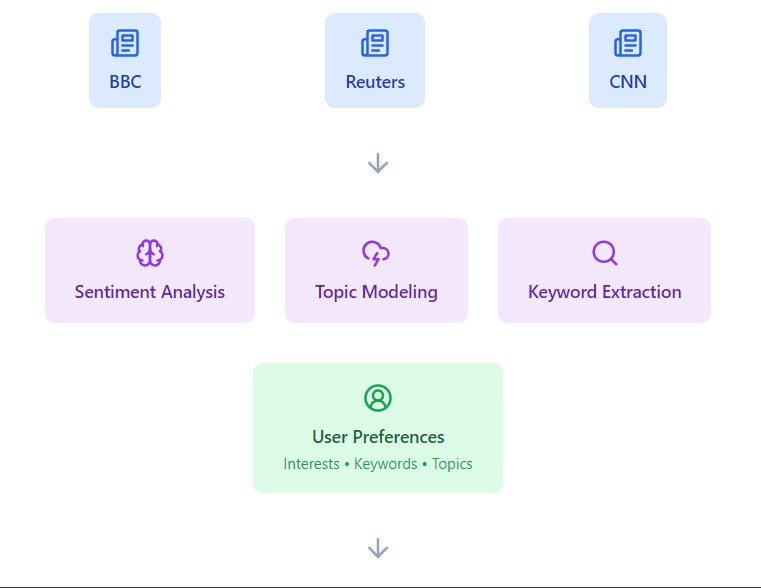 BBC
Reuters
CNN
Sentiment Analysis
Topic Modeling
Keyword Extraction
User Preferences
Interests • Keywords • Topics